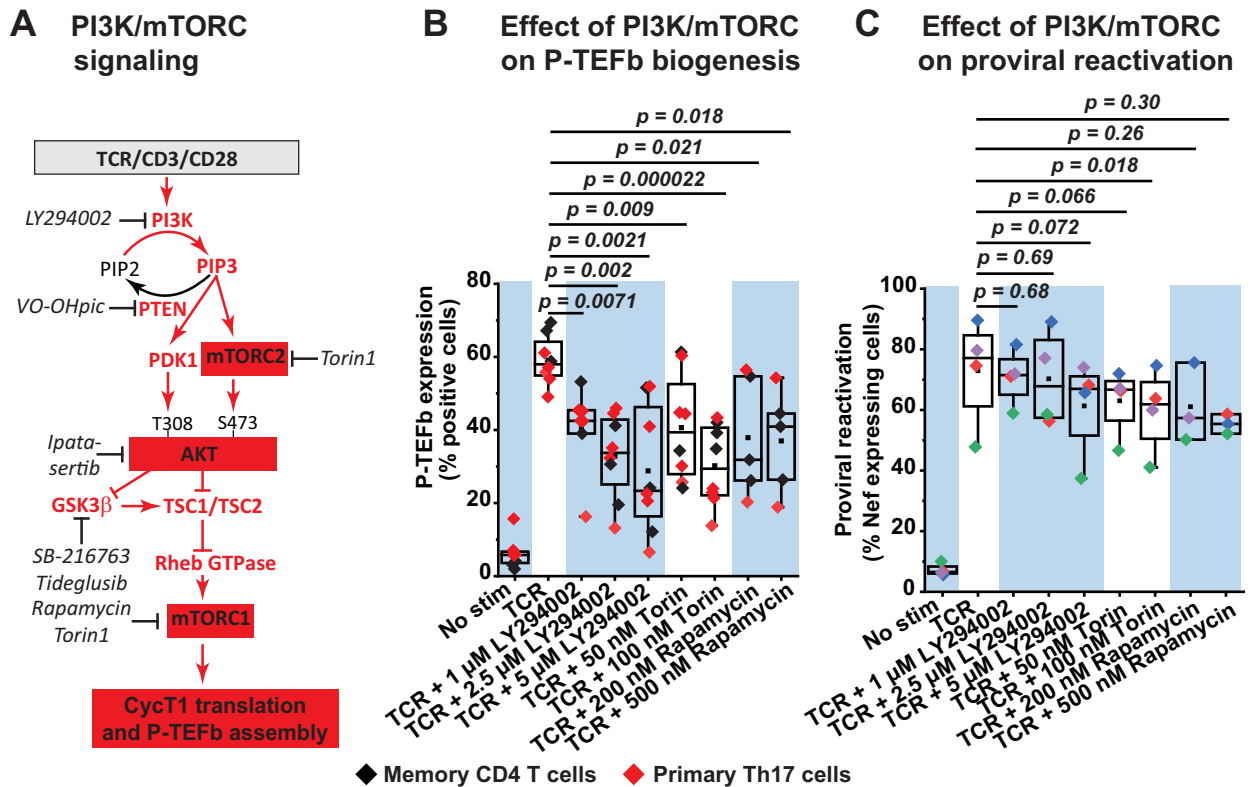 A PI3K/mTORC
signaling
TCR/CD3/CD28
LY294002
PI3K
PIP2
PIP3
VO-OHpic
PTEN
PDK1
mTORC2
Torin1
T308
S473
Ipata-
sertib
AKT
GSK3β
TSC1/TSC2
SB-216763
Tideglusib
Rapamycin
Torin1
Rheb GTPase
mTORC1
CycT1 translation
and P-TEFb assembly
B Effect of PI3K/mTORC
on P-TEFb biogenesis
p = 0.018
p = 0.021
p = 0.000022
p = 0.009
p = 0.0021
p = 0.002
p = 0.0071
P-TEFb expression
(% positive cells)
80
60
40
20
0
No stim
TCR
TCR + 1 µM LY294002
TCR + 2.5 µM LY294002
TCR + 5 µM LY294002
TCR + 50 nM Torin
TCR + 100 nM Torin
TCR + 200 nM Rapamycin
TCR + 500 nM Rapamycin
C Effect of PI3K/mTORC
on proviral reactivation
p = 0.30
p = 0.26
p = 0.018
p = 0.066
p = 0.072
p = 0.69
p = 0.68
Proviral reactivation
(% Nef expressing cells)
100
80
60
40
20
0
No stim
TCR
TCR + 1 µM LY294002
TCR + 2.5 µM LY294002
TCR + 5 µM LY294002
TCR + 50 nM Torin
TCR + 100 nM Torin
TCR + 200 nM Rapamycin
TCR + 500 nM Rapamycin
Memory CD4 T cells
Primary Th17 cells